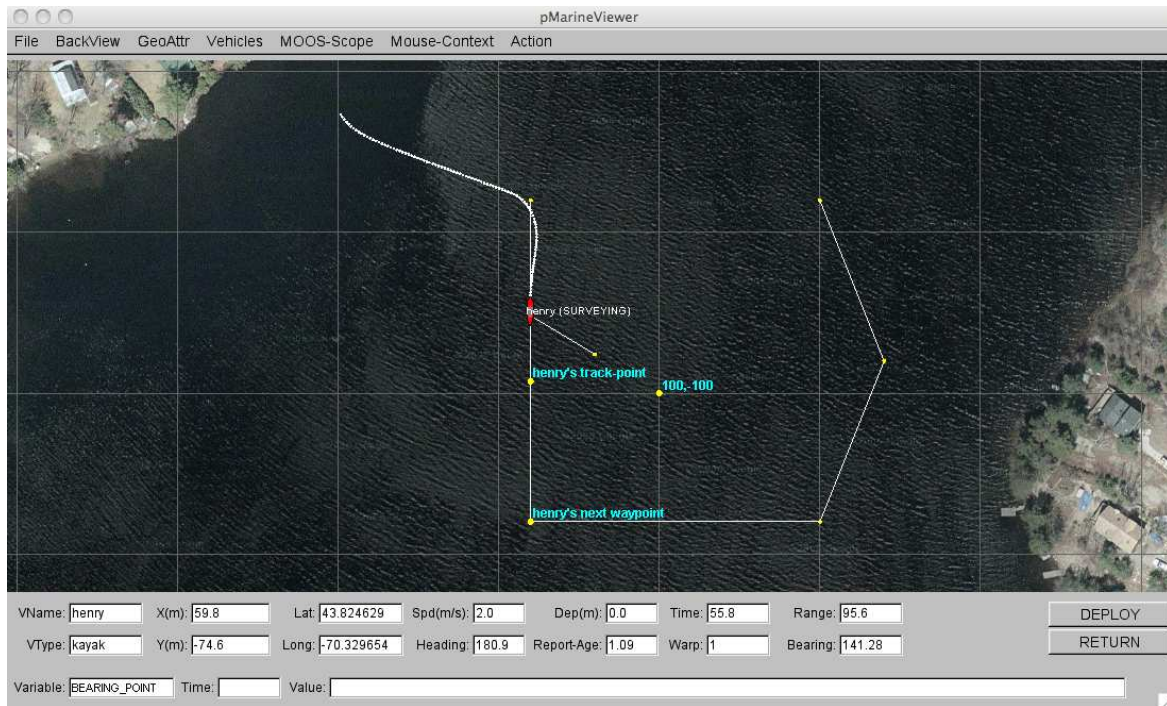 pMarineViewer
File BackView GeoAttr Vehicles MOOS-Scope Mouse-Context Action
henry (SURVEYING)
henry's track-point
100,-100
henry's next waypoint
VName: henry X(m): 59.8 Lat: 43.824629 Spd(m/s): 2.0 Dep(m): 0.0 Time: 55.8 Range: 95.6 DEPLOY
VType: kayak Y(m): -74.6 Long: -70.329654 Heading: 180.9 Report-Age: 1.09 Warp: 1 Bearing: 141.28 RETURN
Variable: BEARING_POINT Time: Value: